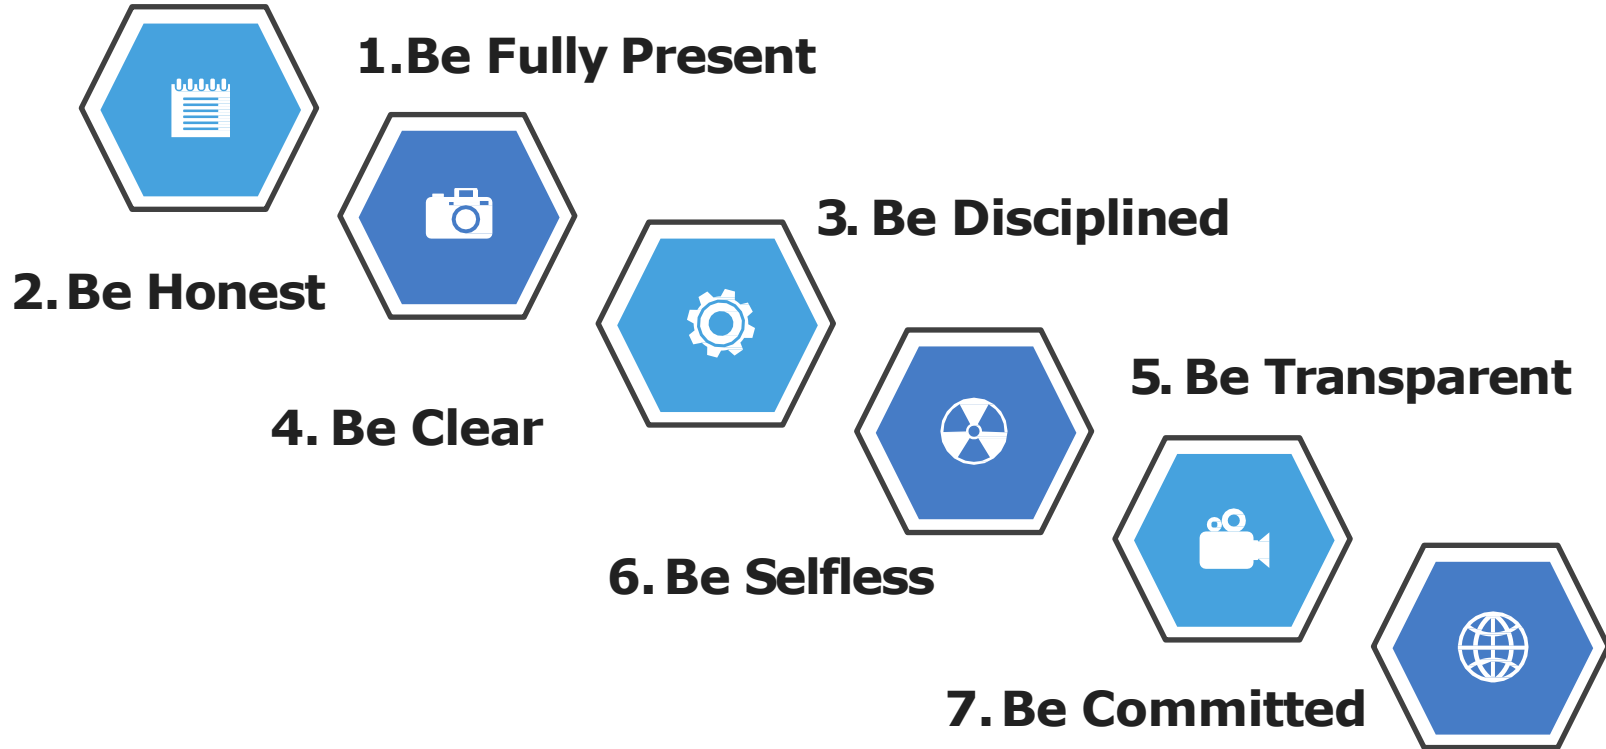 1.Be Fully Present
2. Be Honest
3. Be Disciplined
4. Be Clear
5. Be Transparent
6. Be Selfless
7. Be Committed